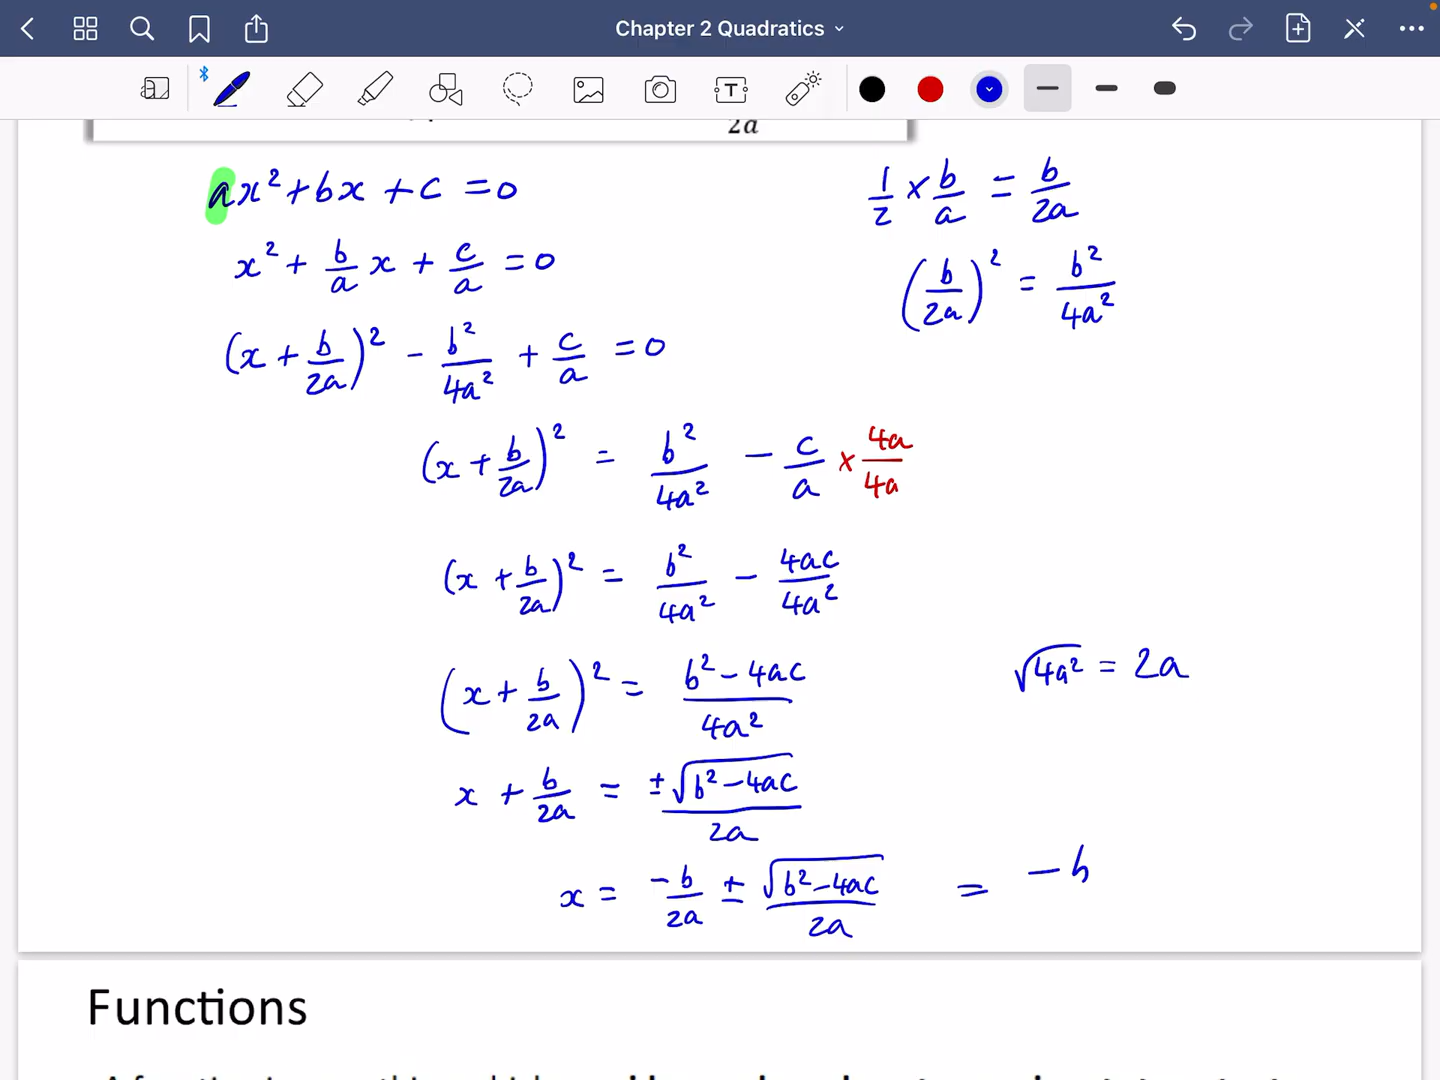 Chapter 2 Quadratics
2a
ax² + bx + c = 0
x² + b/a x + c/a = 0
(x + b/2a)² - b²/4a² + c/a = 0
(x + b/2a)² = b²/4a² - c/a × 4a/4a
(x + b/2a)² = b²/4a² - 4ac/4a²
(x + b/2a)² = b² - 4ac/4a²
x + b/2a = ±√(b² - 4ac)/2a
x = -b/2a ± √(b² - 4ac)/2a = -b
1/2 × b/a = b/2a
(b/2a)² = b²/4a²
√4a² = 2a
Functions